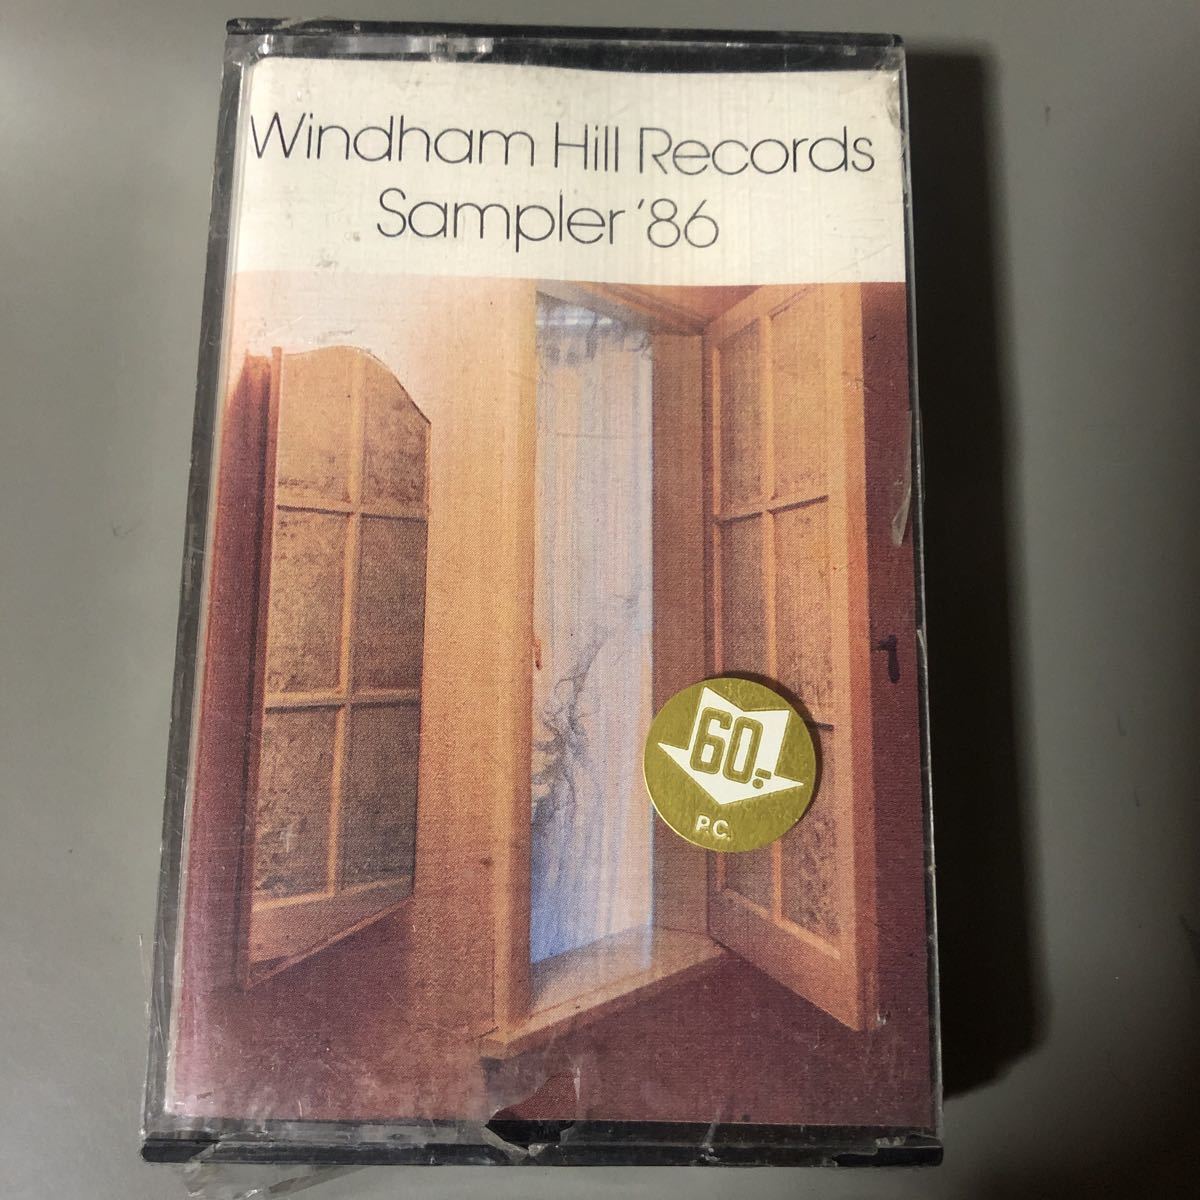 Windham Hill Records
Sampler '86
60.-
P.C.